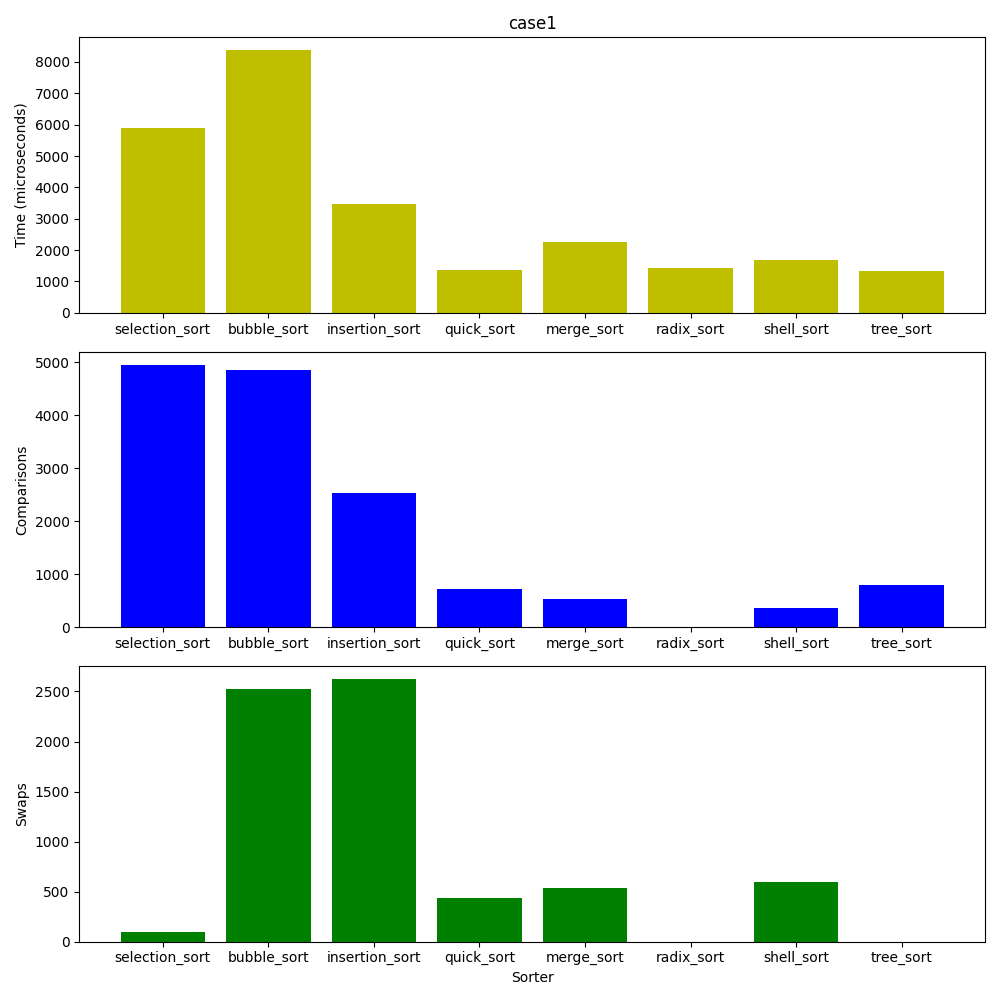 case1
Time (microseconds)
8000
7000
6000
5000
4000
3000
2000
1000
0
selection_sort bubble_sort insertion_sort quick_sort merge_sort radix_sort shell_sort tree_sort
Comparisons
5000
4000
3000
2000
1000
0
selection_sort bubble_sort insertion_sort quick_sort merge_sort radix_sort shell_sort tree_sort
Swaps
2500
2000
1500
1000
500
0
selection_sort bubble_sort insertion_sort quick_sort merge_sort radix_sort shell_sort tree_sort
Sorter